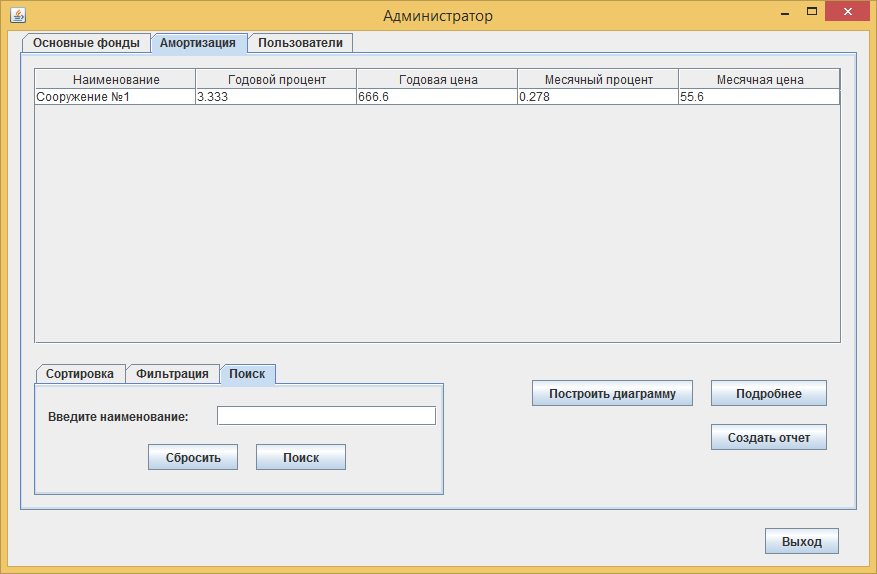 Администратор
Основные фонды Амортизация Пользователи
Наименование Годовой процент Годовая цена Месячный процент Месячная цена
Сооружение №1 3.333 666.6 0.278 55.6
Сортировка Фильтрация Поиск
Введите наименование:
Сбросить Поиск
Построить диаграмму Подробнее
Создать отчет
Выход